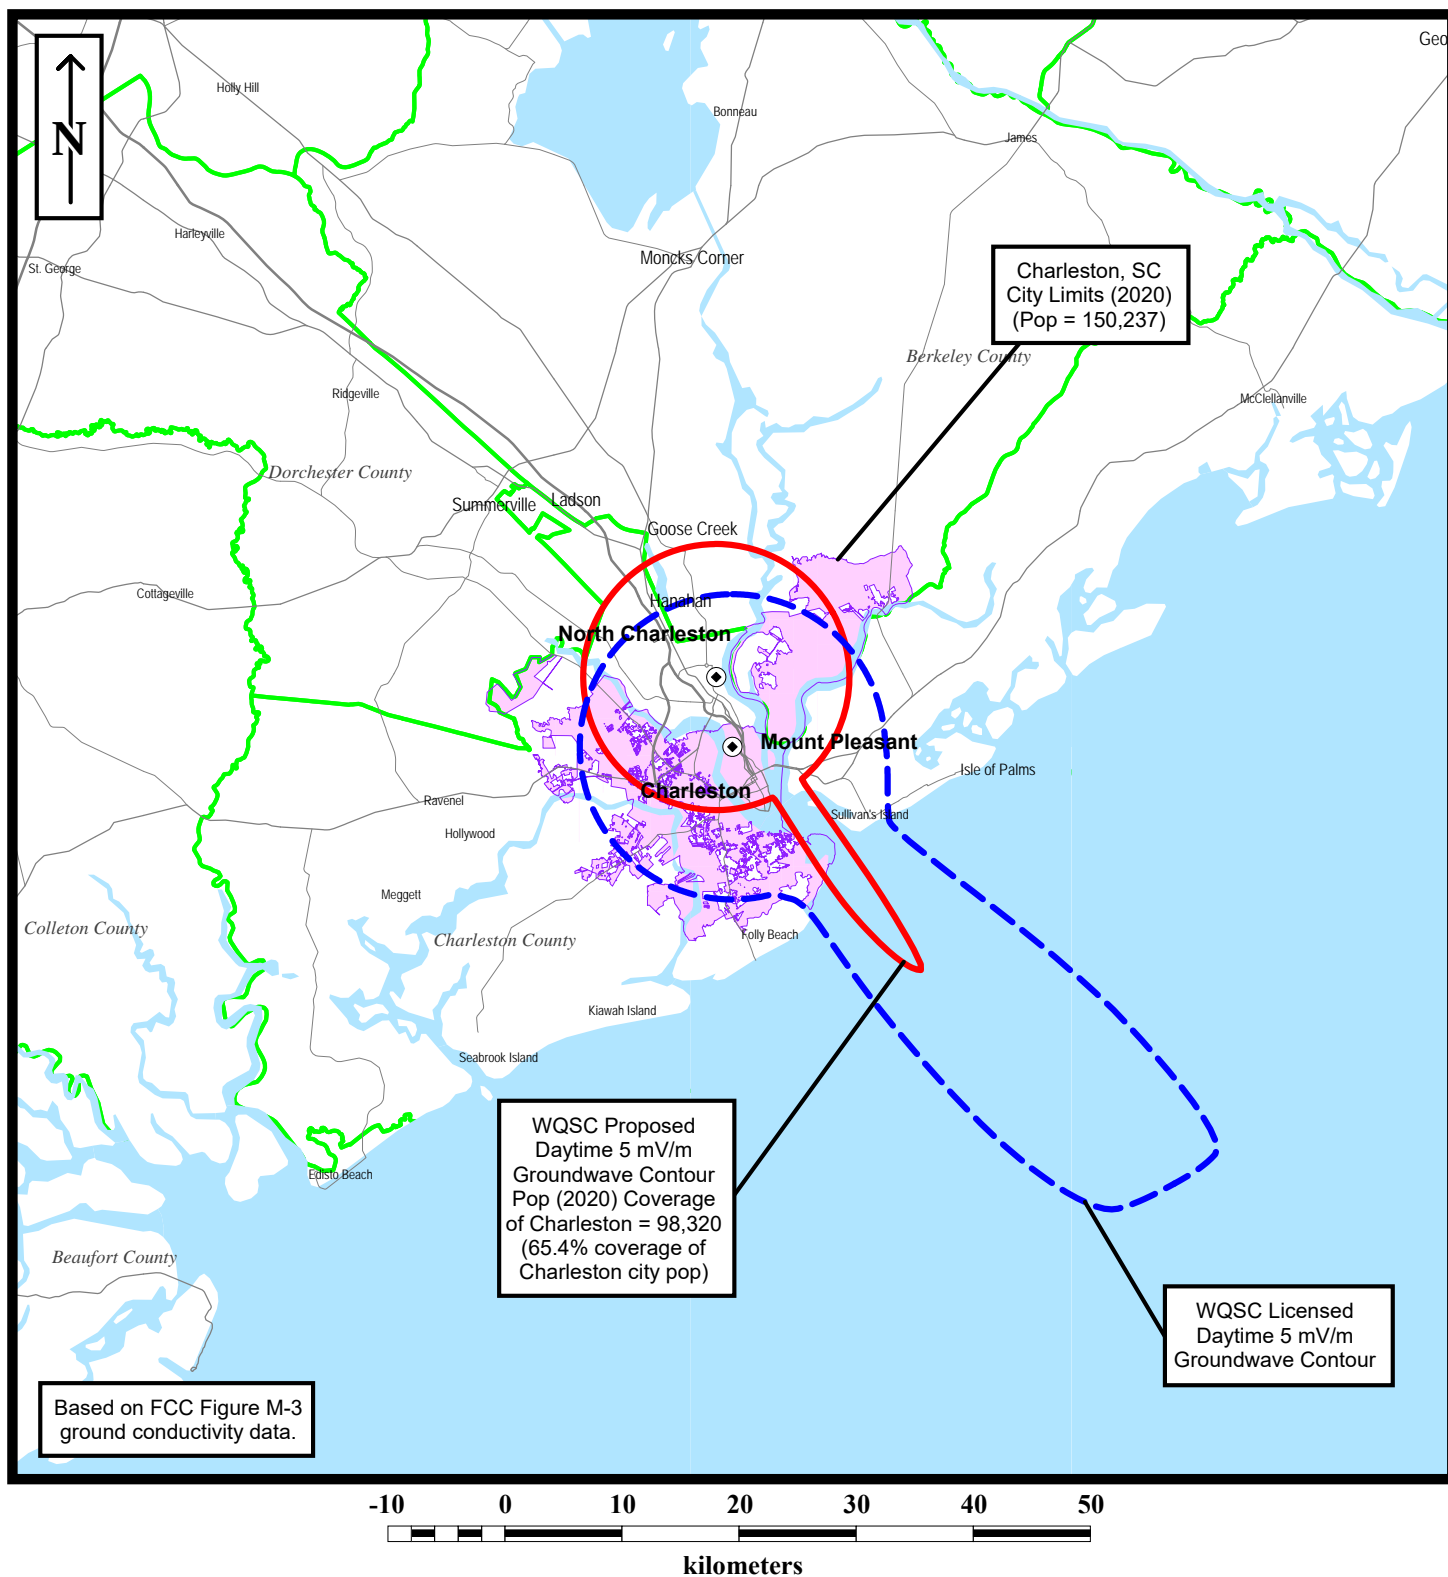 Geo
Holly Hill
Bonneau
James
N
Harleyville
St. George
Moncks Corner
Charleston, SC
City Limits (2020)
(Pop = 150,237)
Berkeley County
Ridgeville
McClellanville
Dorchester County
Summerville
Ladson
Goose Creek
Cottageville
Hanahan
North Charleston
Mount Pleasant
Isle of Palms
Charleston
Ravenel
Sullivan's Island
Hollywood
Meggett
Colleton County
Charleston County
Folly Beach
Kiawah Island
Seabrook Island
WQSC Proposed
Daytime 5 mV/m
Groundwave Contour
Pop (2020) Coverage
of Charleston = 98,320
(65.4% coverage of
Charleston city pop)
Edisto Beach
Beaufort County
WQSC Licensed
Daytime 5 mV/m
Groundwave Contour
Based on FCC Figure M-3
ground conductivity data.
-10 0 10 20 30 40 50
kilometers